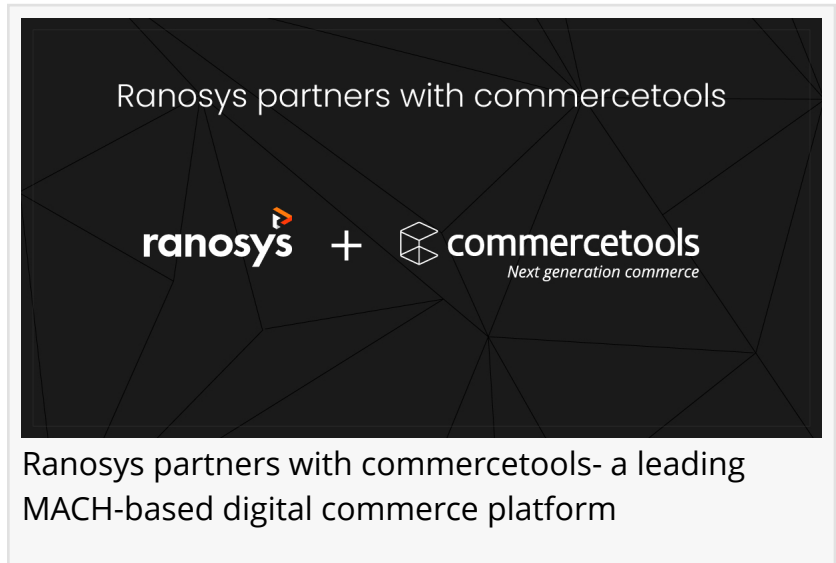 Ranosys partners with commercetools
ranosys + commercetools
Next generation commerce
Ranosys partners with commercetools- a leading
MACH-based digital commerce platform